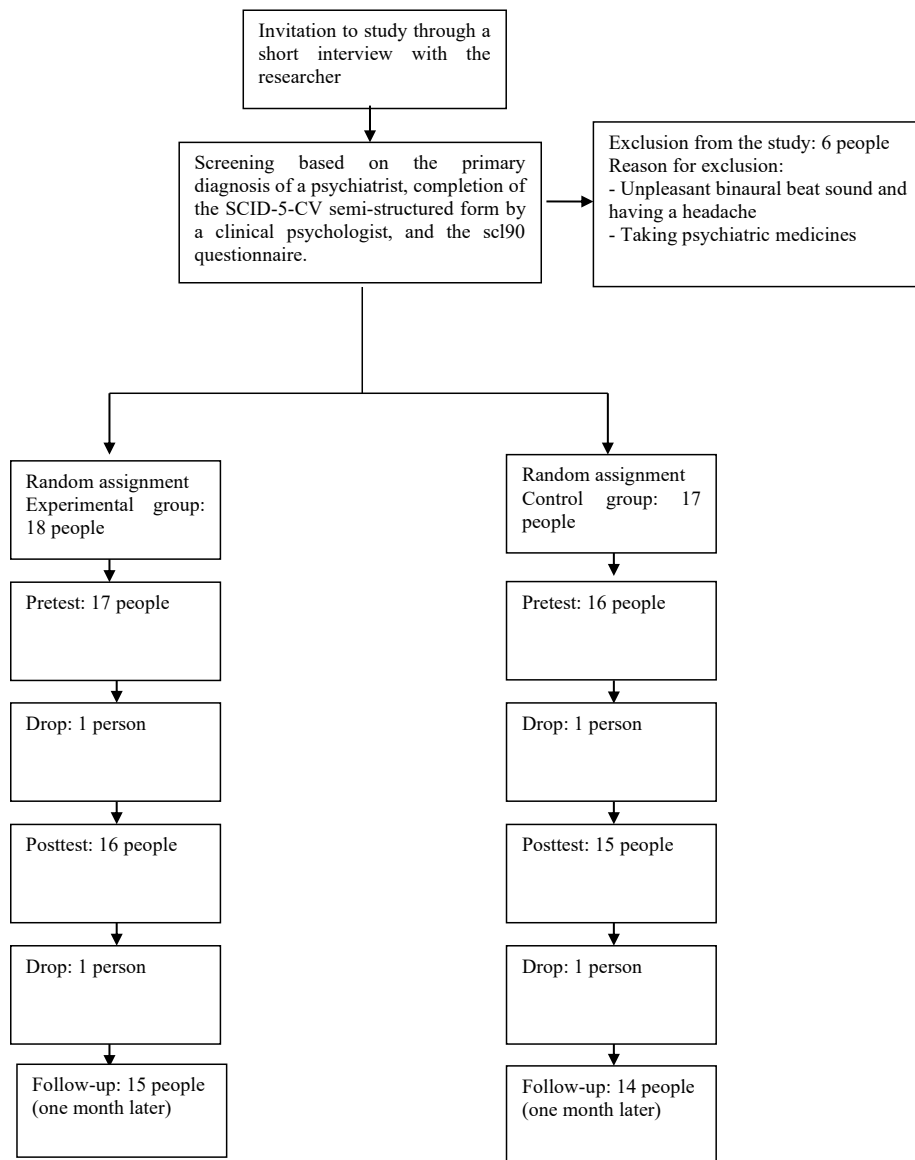 Invitation to study through a
short interview with the
researcher
Screening based on the primary
diagnosis of a psychiatrist, completion of
the SCID-5-CV semi-structured form by
a clinical psychologist, and the scl90
questionnaire.
Exclusion from the study: 6 people
Reason for exclusion:
- Unpleasant binaural beat sound and
having a headache
- Taking psychiatric medicines
Random assignment
Experimental group:
18 people
Random assignment
Control group: 17
people
Pretest: 17 people
Pretest: 16 people
Drop: 1 person
Drop: 1 person
Posttest: 16 people
Posttest: 15 people
Drop: 1 person
Drop: 1 person
Follow-up: 15 people
(one month later)
Follow-up: 14 people
(one month later)